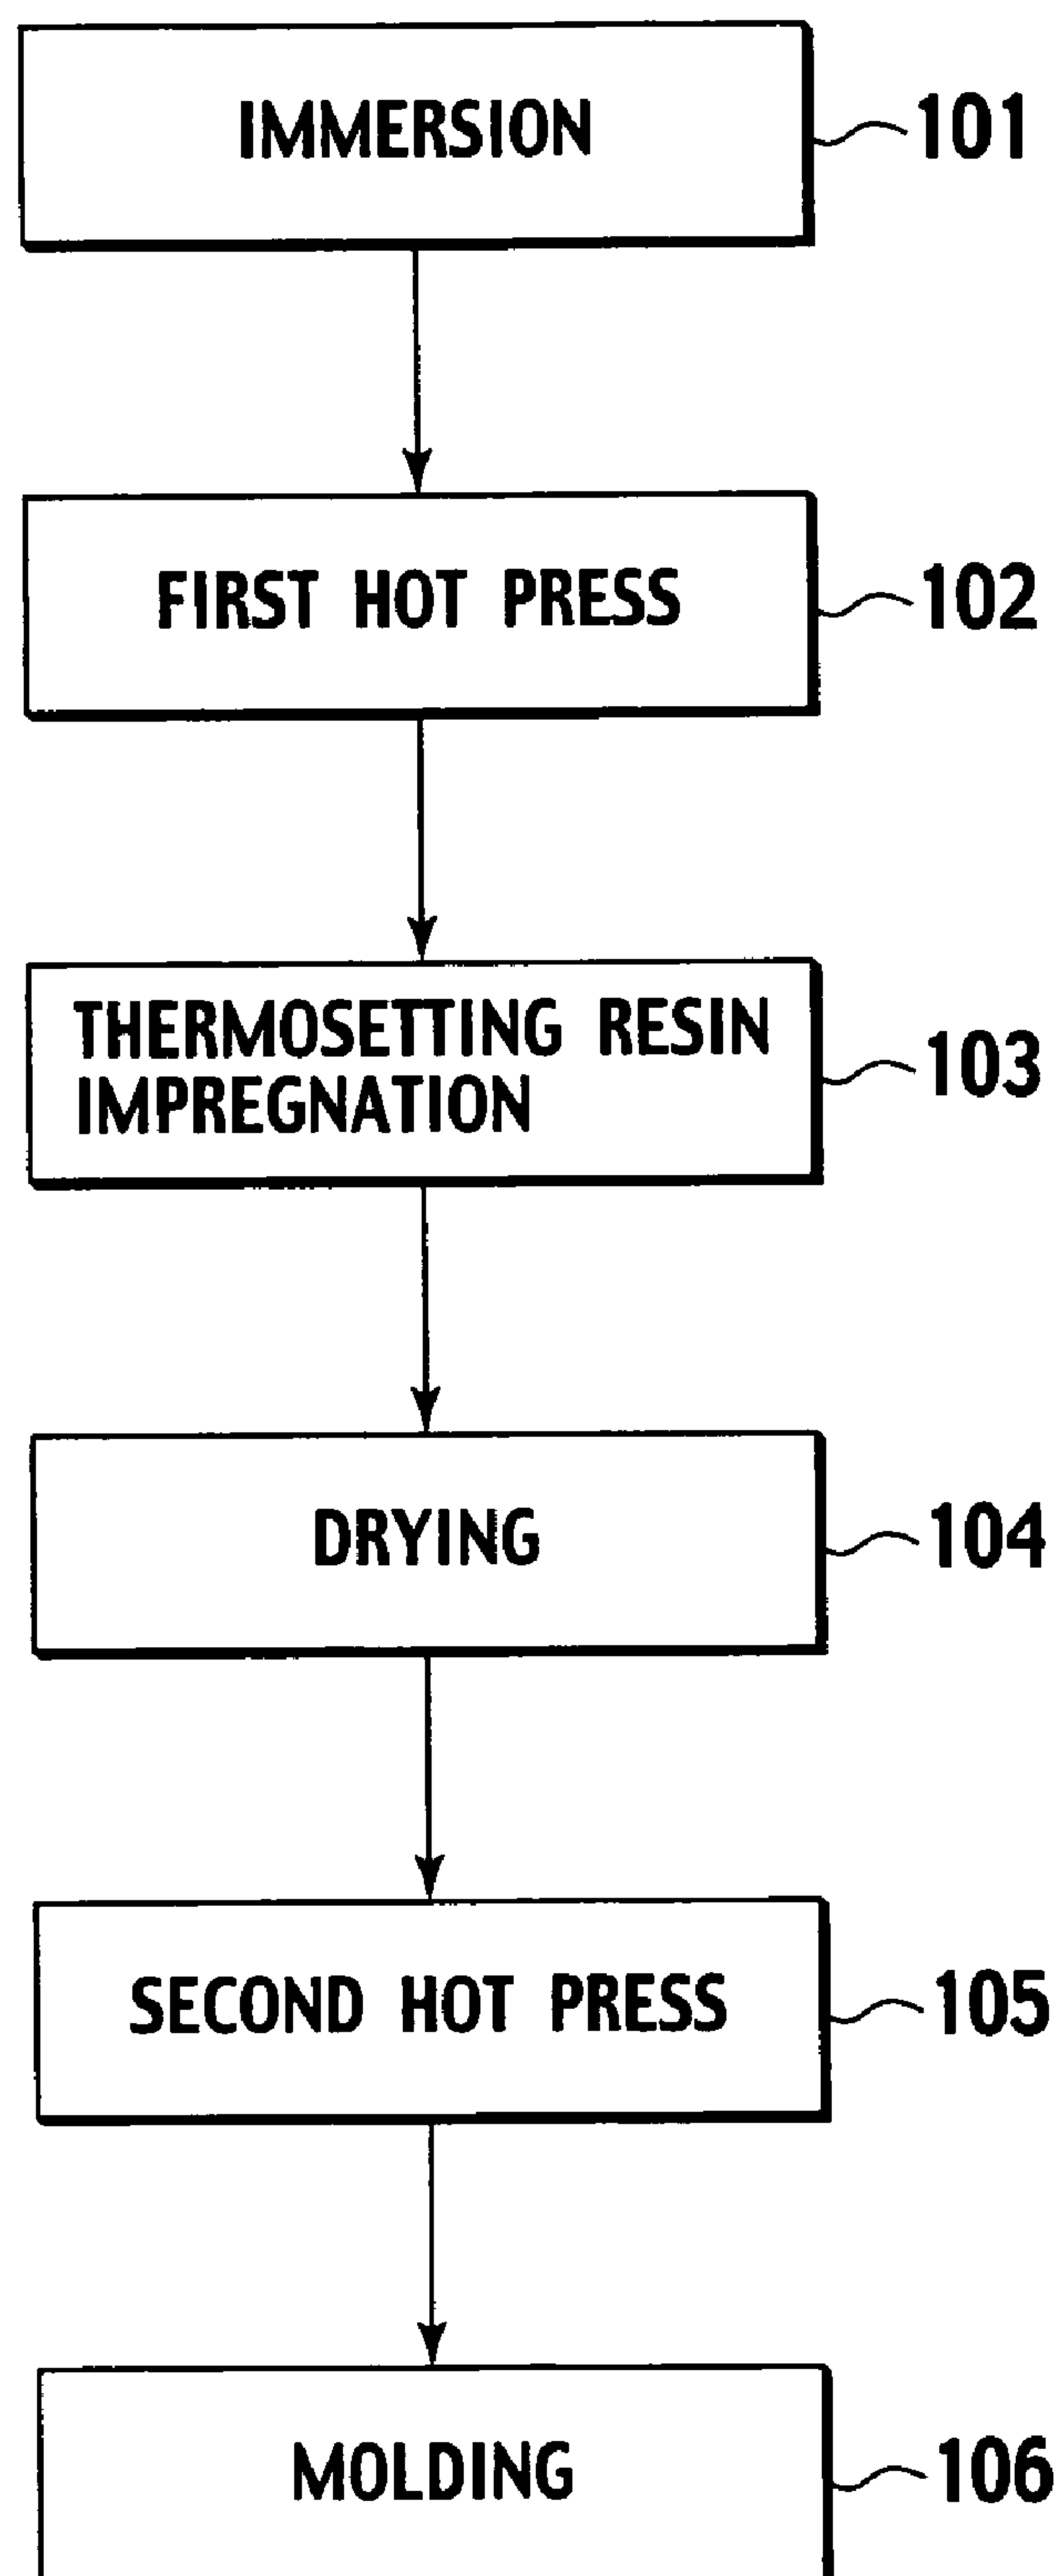 IMMERSION
101
FIRST HOT PRESS
102
THERMOSETTING RESIN
IMPREGNATION
103
DRYING
104
SECOND HOT PRESS
105
MOLDING
106